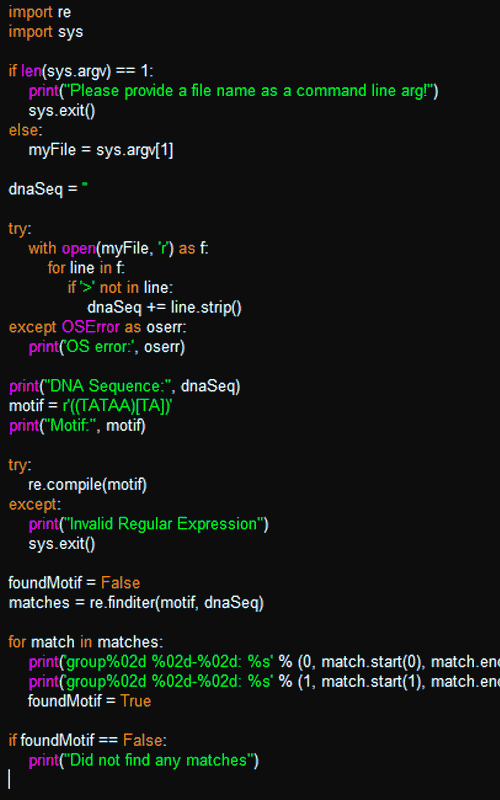 import re
import sys

if len(sys.argv) == 1:
    print("Please provide a file name as a command line arg!")
    sys.exit()
else:
    myFile = sys.argv[1]

dnaSeq = ''

try:
    with open(myFile, 'r') as f:
        for line in f:
            if '>' not in line:
                dnaSeq += line.strip()
except OSError as oserr:
    print('OS error:', oserr)

print("DNA Sequence:", dnaSeq)
motif = r'((TATAA)[TA])'
print("Motif:", motif)

try:
    re.compile(motif)
except:
    print("Invalid Regular Expression")
    sys.exit()

foundMotif = False
matches = re.finditer(motif, dnaSeq)

for match in matches:
    print('group%02d %02d-%02d: %s' % (0, match.start(0), match.enc
    print('group%02d %02d-%02d: %s' % (1, match.start(1), match.enc
    foundMotif = True

if foundMotif == False:
    print("Did not find any matches")